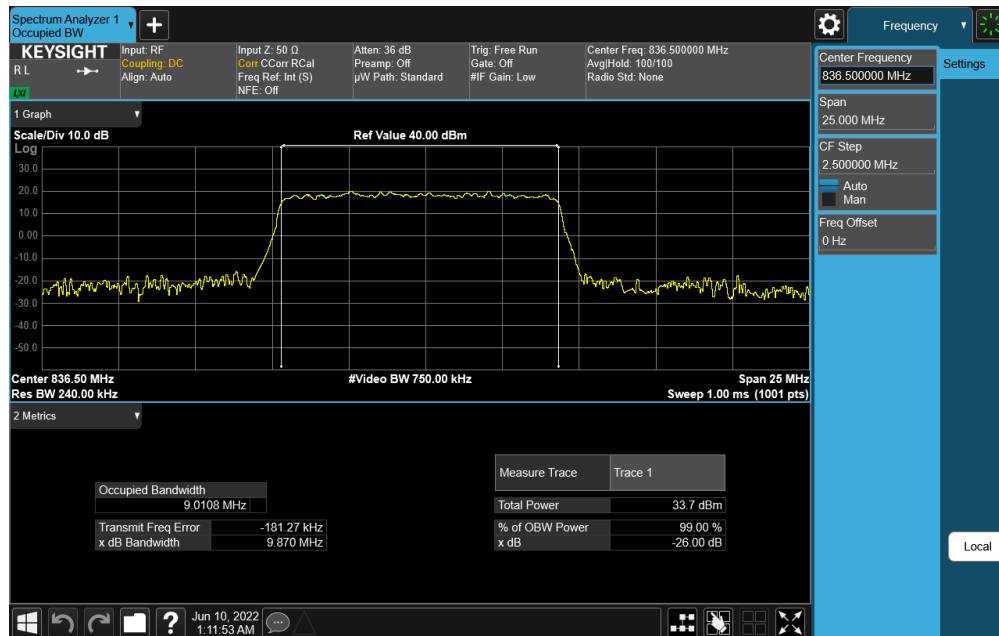 Spectrum Analyzer 1
Occupied BW
Frequency
KEYSIGHT
R L
LXI
Input: RF
Coupling: DC
Align: Auto
Input Z: 50 Ω
Corr CCorr RCal
Freq Ref: Int (S)
NFE: Off
Atten: 36 dB
Preamp: Off
µW Path: Standard
Trig: Free Run
Gate: Off
#IF Gain: Low
Center Freq: 836.500000 MHz
Avg|Hold: 100/100
Radio Std: None
Center Frequency
836.500000 MHz
Settings
Span
25.000 MHz
CF Step
2.500000 MHz
Auto
Man
Freq Offset
0 Hz
Local
1 Graph
Scale/Div 10.0 dB
Ref Value 40.00 dBm
Log
30.0
20.0
10.0
0.00
-10.0
-20.0
-30.0
-40.0
-50.0
Center 836.50 MHz
#Video BW 750.00 kHz
Span 25 MHz
Res BW 240.00 kHz
Sweep 1.00 ms (1001 pts)
2 Metrics
Measure Trace Trace 1
Occupied Bandwidth
9.0108 MHz
Total Power 33.7 dBm
Transmit Freq Error -181.27 kHz
% of OBW Power 99.00 %
x dB Bandwidth 9.870 MHz
x dB -26.00 dB
?
Jun 10, 2022
1:11:53 AM